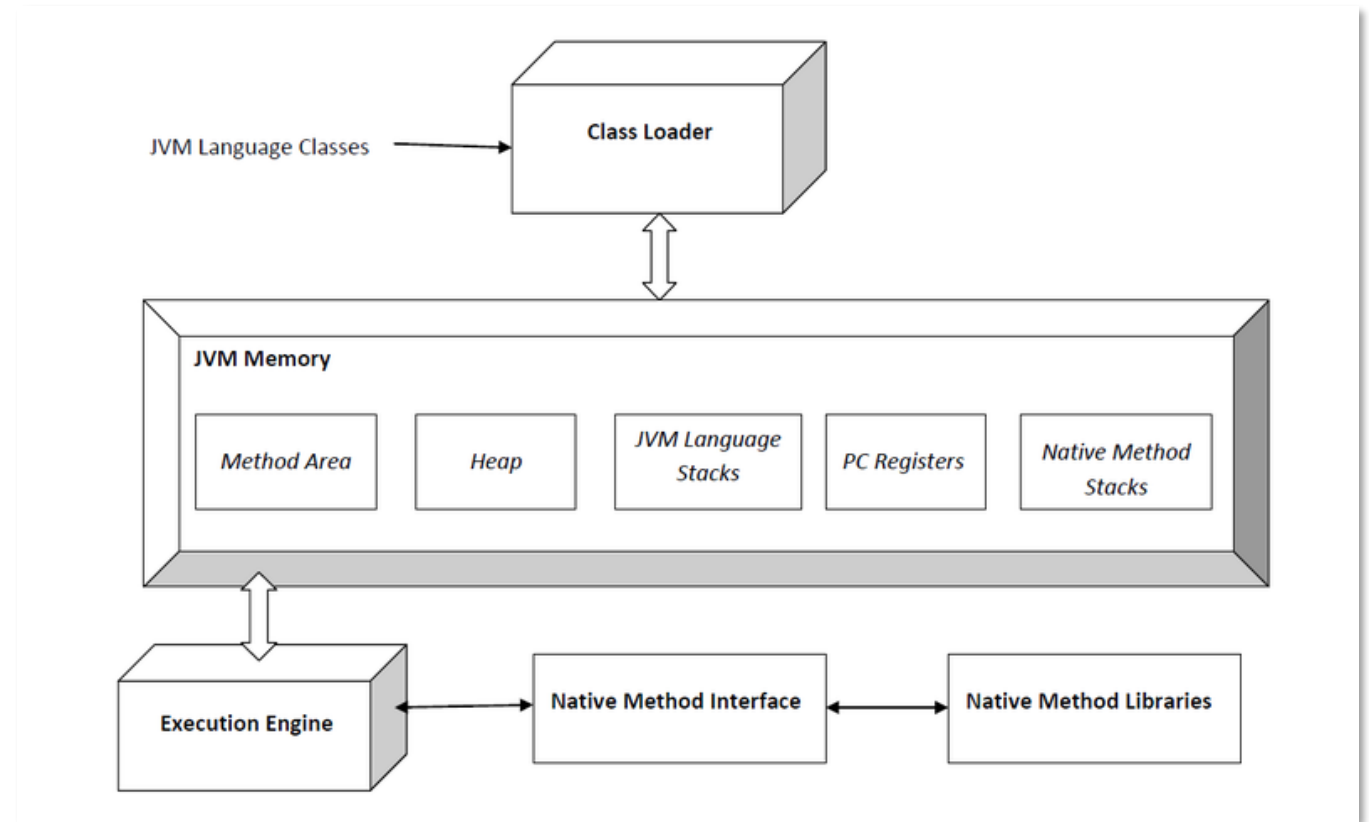 Class Loader
JVM Language Classes
JVM Memory
Method Area
Heap
JVM Language
Stacks
PC Registers
Native Method
Stacks
Execution Engine
Native Method Interface
Native Method Libraries